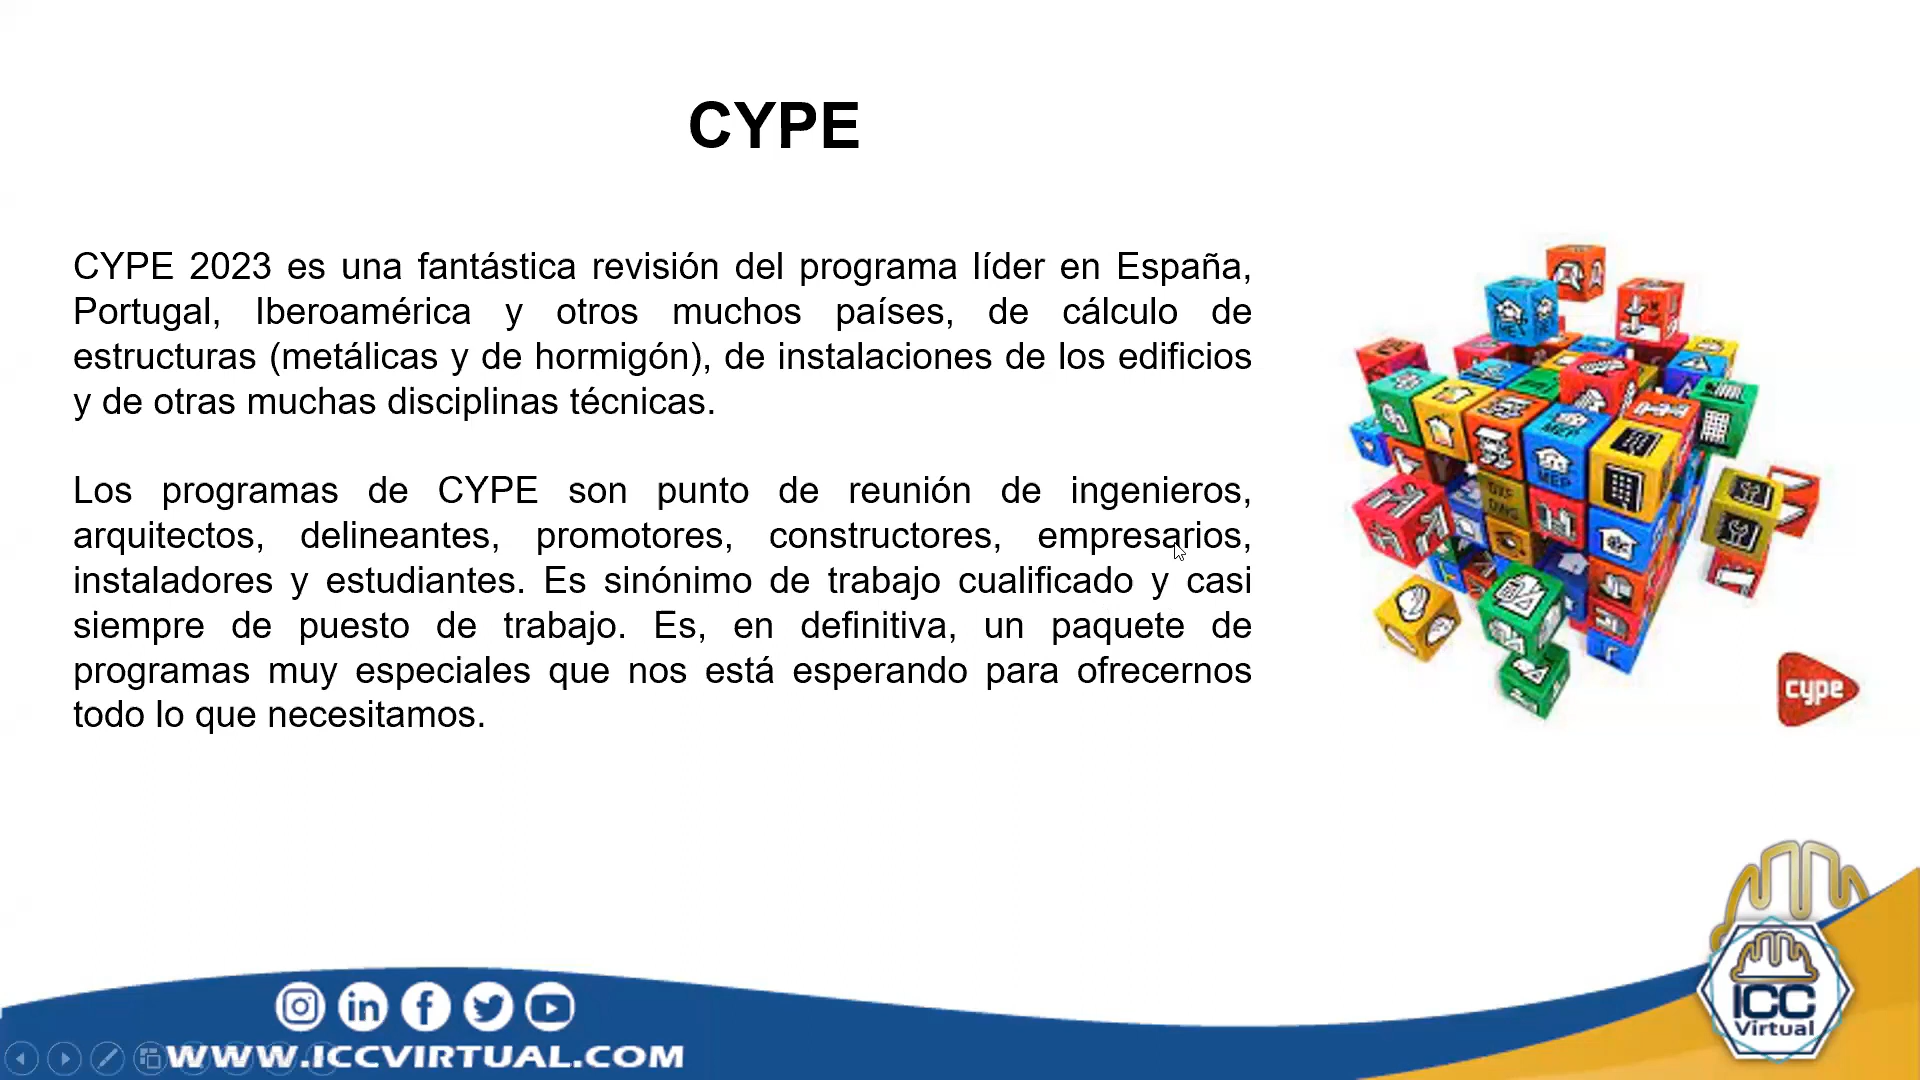 CYPE
CYPE 2023 es una fantástica revisión del programa líder en España,
Portugal, Iberoamérica y otros muchos países, de cálculo de
estructuras (metálicas y de hormigón), de instalaciones de los edificios
y de otras muchas disciplinas técnicas.
Los programas de CYPE son punto de reunión de ingenieros,
arquitectos, delineantes, promotores, constructores, empresarios,
instaladores y estudiantes. Es sinónimo de trabajo cualificado y casi
siempre de puesto de trabajo. Es, en definitiva, un paquete de
programas muy especiales que nos está esperando para ofrecernos
todo lo que necesitamos.
MEP
MEP
DXF
DWG
cype
ICC
Virtual
WWW.ICCVIRTUAL.COM